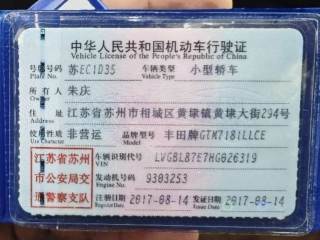 中华人民共和国机动车行驶证
Vehicle License of the People's Republic of China
号牌号码 苏EC1D35 车辆类型 小型轿车
Plate No. Vehicle Type
所有人 朱庆
Owner
住址 江苏省苏州市相城区黄埭镇黄埭大街294号
Address
使用性质 非营运 品牌型号 丰田牌GTM7181LLCE
Use Character Model
江苏省苏州
市公安局交
通警察支队
车辆识别代号 LVGBL87E7HG026319
VIN
发动机号码 9303253
Engine No.
注册日期 2017-08-14 发证日期 2017-08-14
Register Date Issue Date